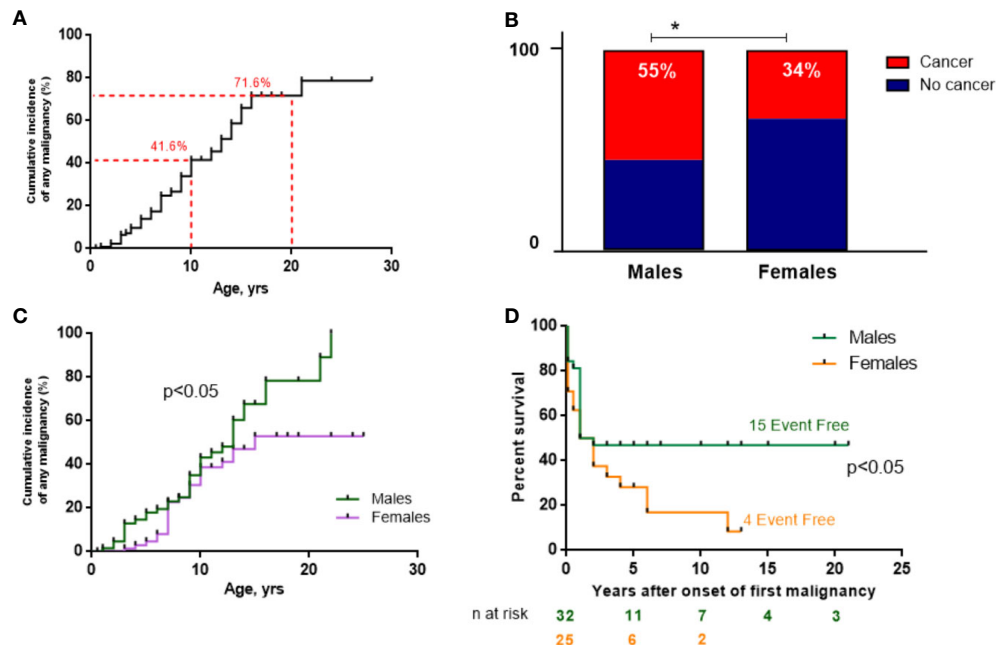 A
Cumulative incidence
of any malignancy (%)
100
80
60
40
20
0
71.6%
41.6%
0
10
20
30
Age, yrs
B
*
100
0
55%
34%
Males
Females
Cancer
No cancer
C
Cumulative incidence
of any malignancy (%)
100
80
60
40
20
0
p<0.05
Males
Females
0
10
20
30
Age, yrs
D
Percent survival
100
80
60
40
20
0
Males
Females
15 Event Free
p<0.05
4 Event Free
0
5
10
15
20
25
Years after onset of first malignancy
n at risk
32 11 7 4 3
25 6 2